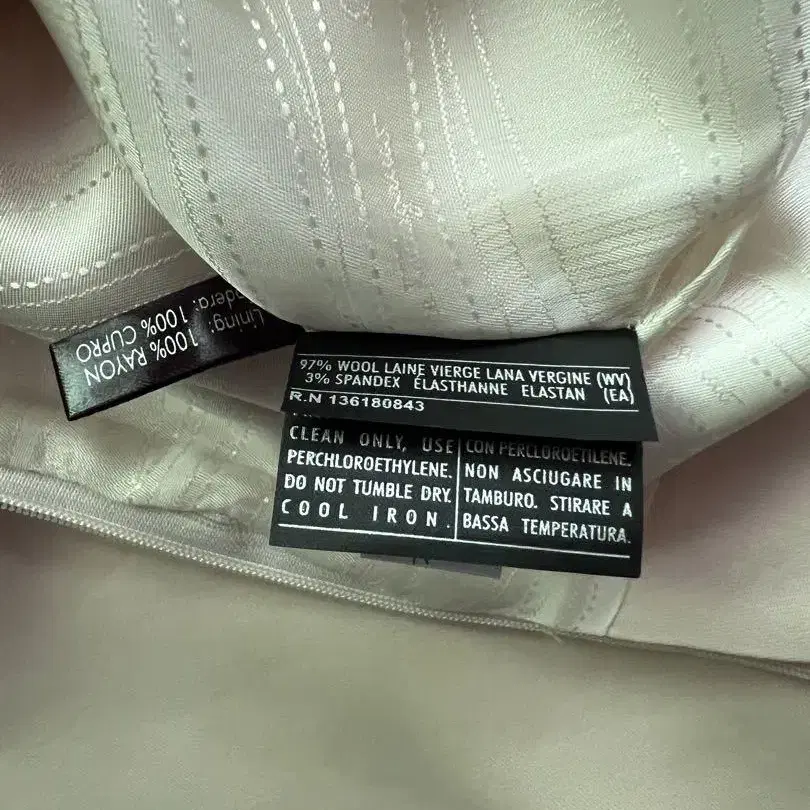 Lining: 100% RAYON
100% CUPRO
97% WOOL LAINE VIERGE LANA VERGINE (WV)
3% SPANDEX ÉLASTHANNE ELASTAN (EA)
R.N 136180843
CLEAN ONLY, USE
PERCHLOROETHYLENE.
DO NOT TUMBLE DRY.
COOL IRON.
CON PERCLOROETILENE.
NON ASCIUGARE IN
TAMBURO. STIRARE A
BASSA TEMPERATURA.